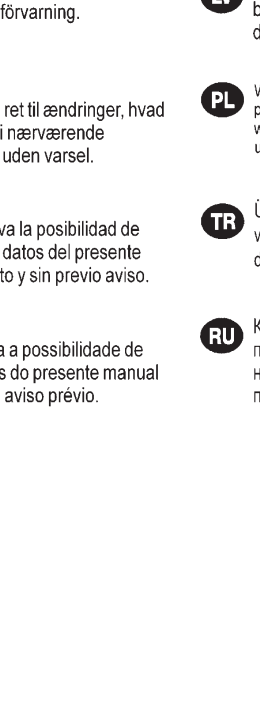 förvarning.
ret til ændringer, hvad
i nærværende
uden varsel.
va la posibilidad de
datos del presente
to y sin previo aviso.
a a possibilidade de
s do presente manual
aviso prévio.
LV
b
d
PL
W
p
w
u
TR
Ü
v
RU
К
п
н
п